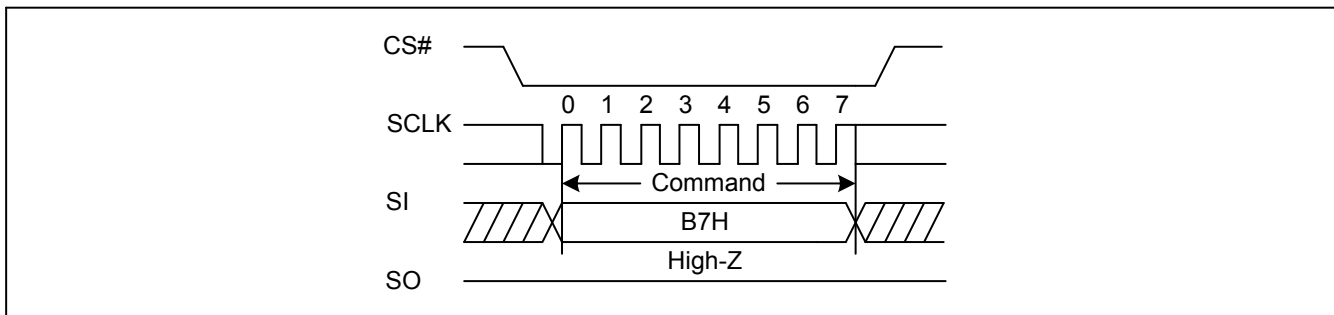 CS#
0 1 2 3 4 5 6 7
SCLK
Command
SI
B7H
High-Z
SO